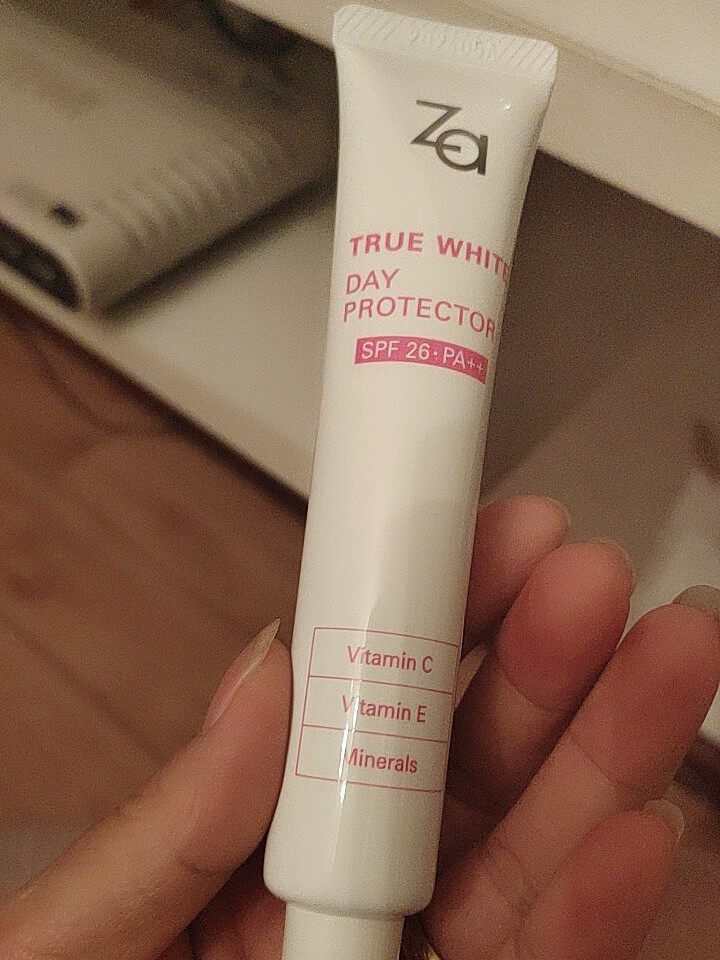 Za
TRUE WHITE
DAY
PROTECTOR
SPF 26·PA++
Vitamin C
Vitamin E
Minerals